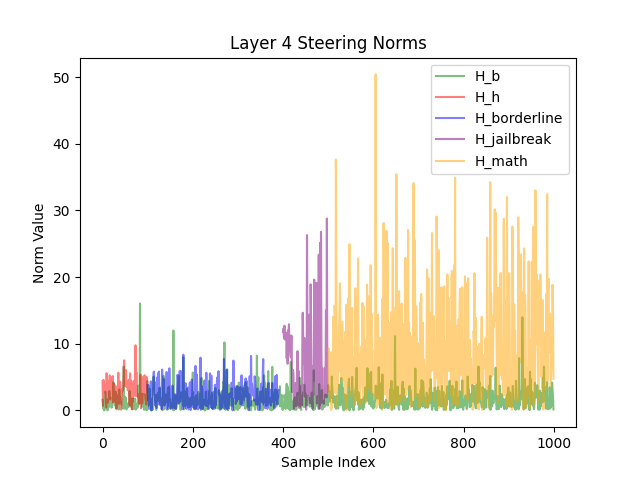 Layer 4 Steering Norms
50
40
30
20
10
0
Norm Value
H_b
H_h
H_borderline
H_jailbreak
H_math
0
200
400
600
800
1000
Sample Index